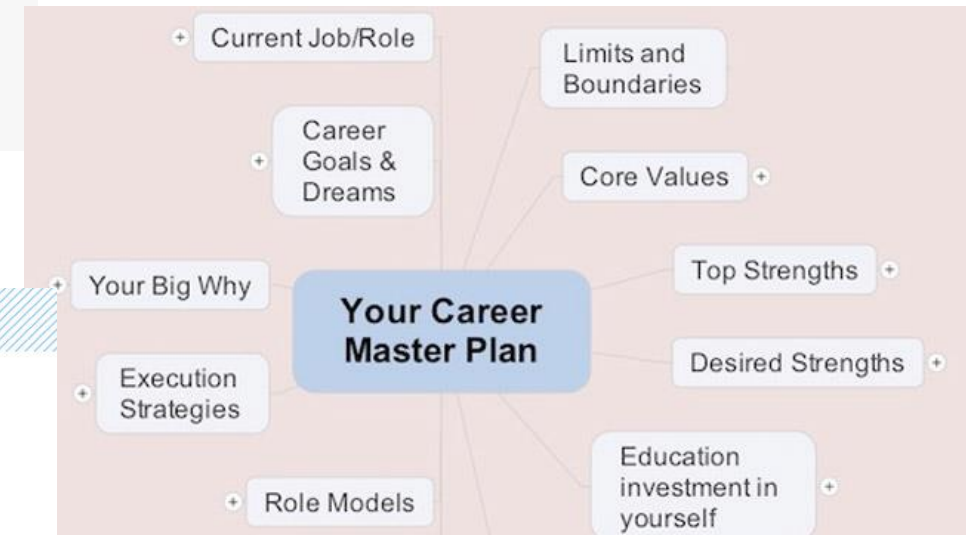 Current Job/Role
Limits and
Boundaries
Career
Goals &
Dreams
Core Values
Your Big Why
Top Strengths
Your Career
Master Plan
Desired Strengths
Execution
Strategies
Education
investment in
yourself
Role Models